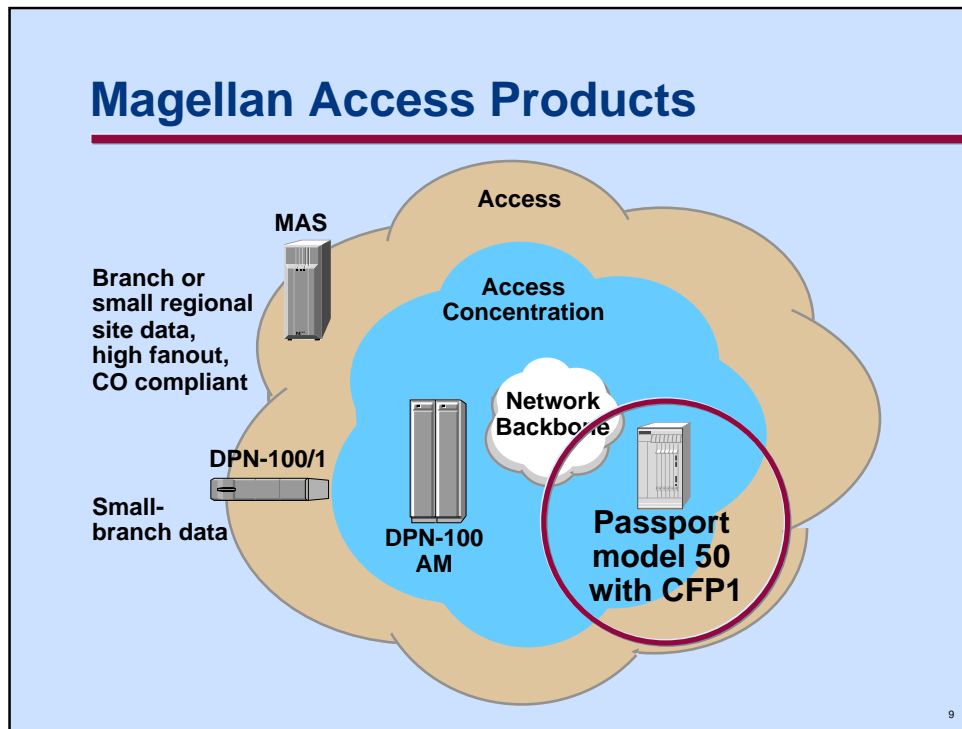 Magellan Access Products
Access
MAS
Branch or
small regional
site data,
high fanout,
CO compliant
Access
Concentration
Network
Backbone
DPN-100/1
Small-
branch data
DPN-100
AM
Passport
model 50
with CFP1
9